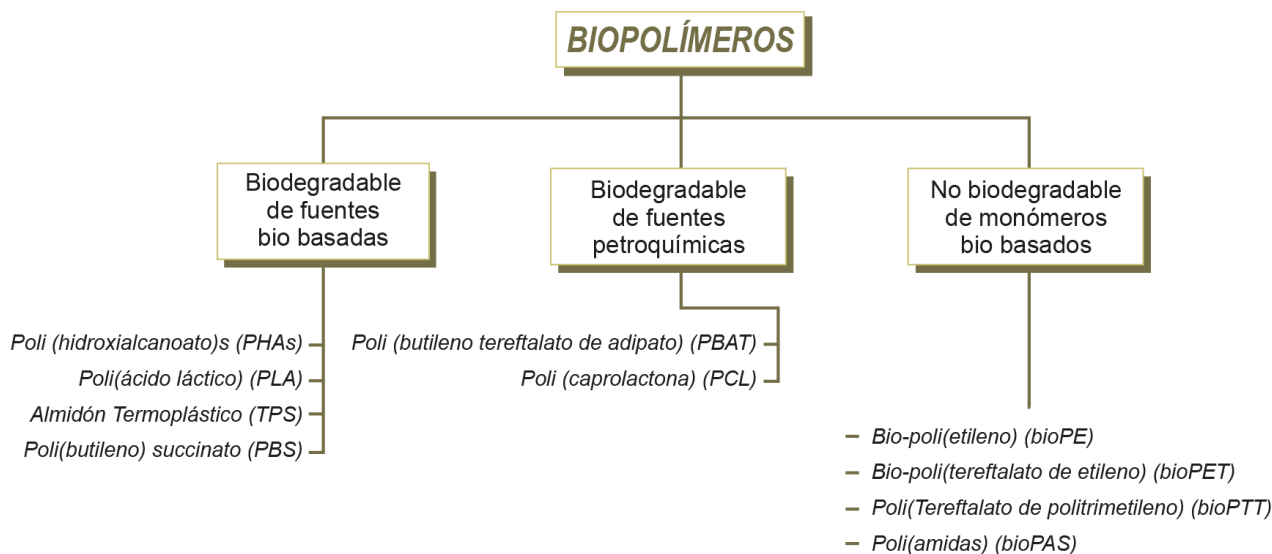 BIOPOLÍMEROS
Biodegradable
de fuentes
bio basadas
Biodegradable
de fuentes
petroquímicas
No biodegradable
de monómeros
bio basados
Poli (hidroxialcanoato)s (PHAs)
Poli(ácido láctico) (PLA)
Almidón Termoplástico (TPS)
Poli(butileno) succinato (PBS)
Poli (butileno tereftalato de adipato) (PBAT)
Poli (caprolactona) (PCL)
Bio-poli(etileno) (bioPE)
Bio-poli(tereftalato de etileno) (bioPET)
Poli(Tereftalato de politrimetileno) (bioPTT)
Poli(amidas) (bioPAS)